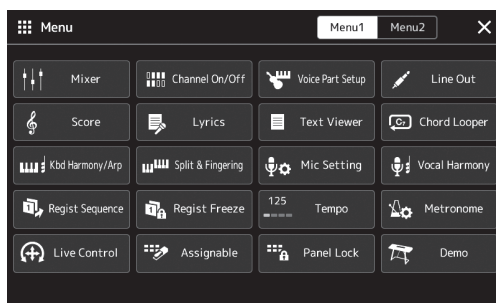 Menu Menu1 Menu2
Mixer Channel On/Off Voice Part Setup Line Out
Score Lyrics Text Viewer Chord Looper
Kbd Harmony/Arp Split & Fingering Mic Setting Vocal Harmony
Regist Sequence Regist Freeze 125 Tempo Metronome
Live Control Assignable Panel Lock Demo